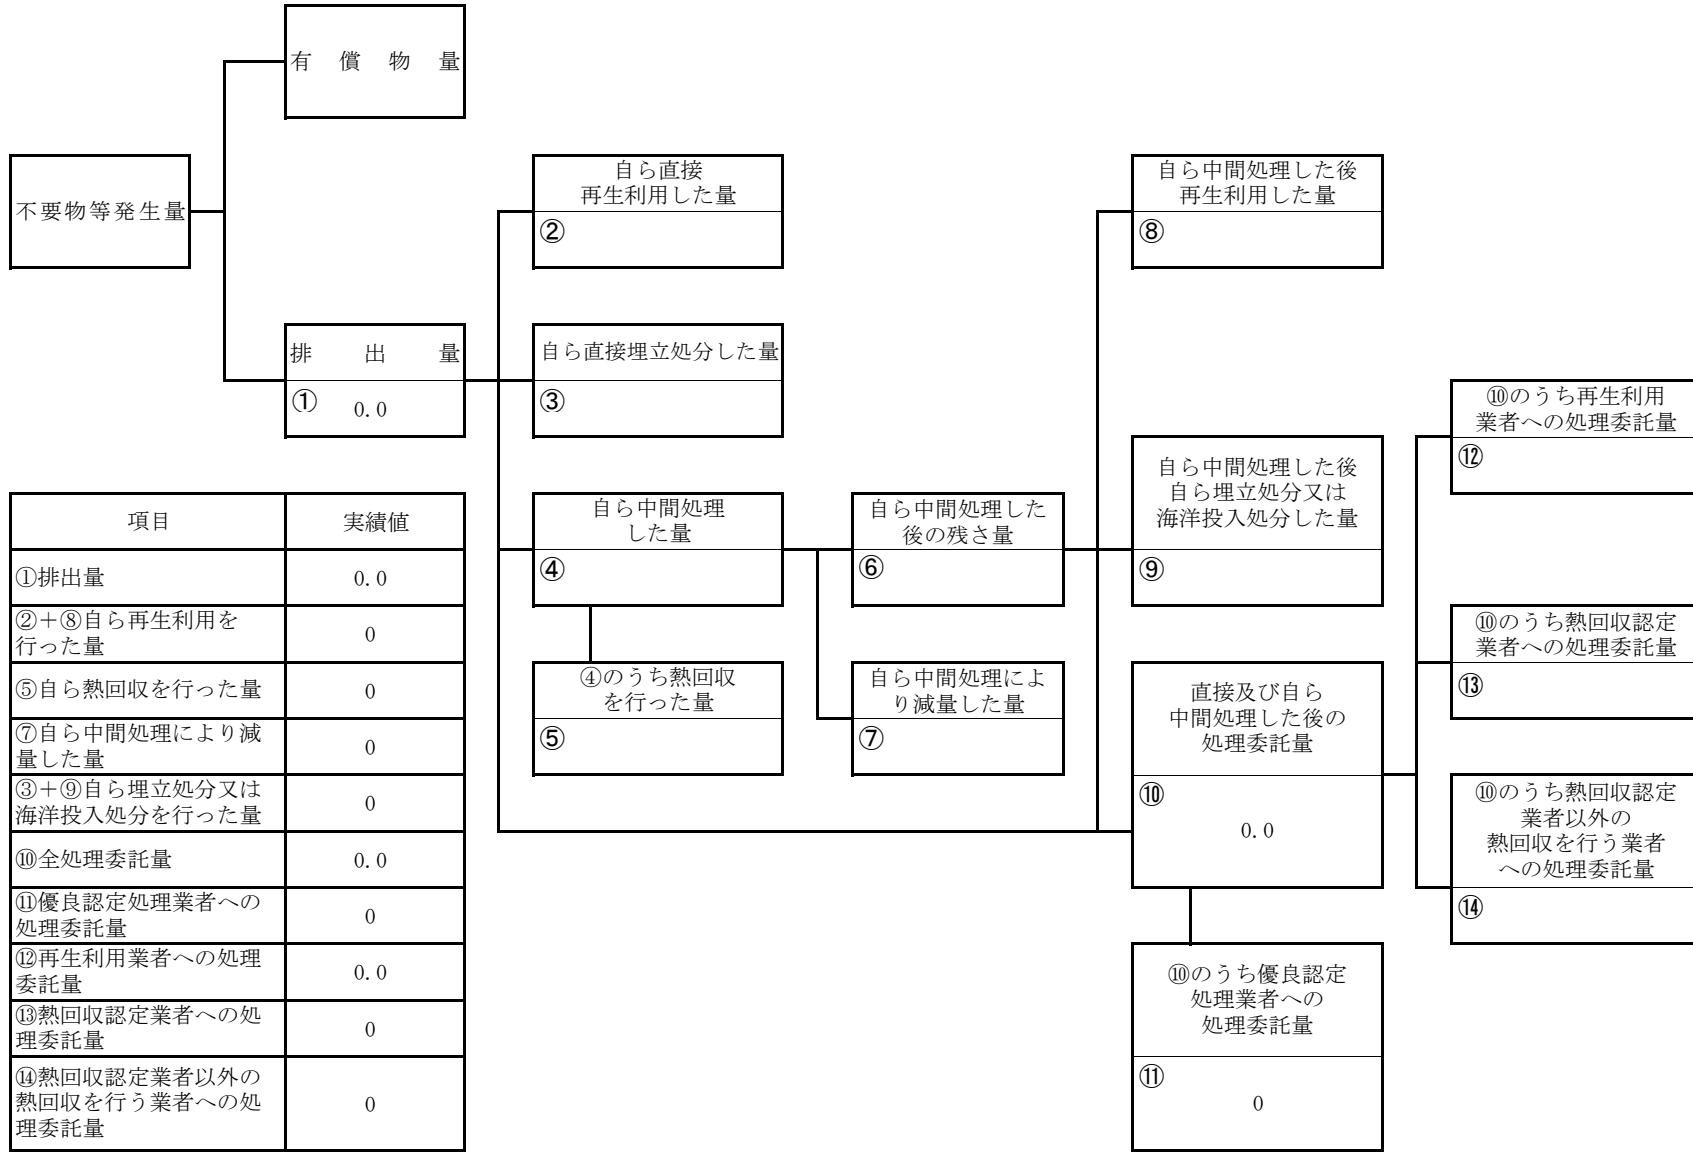 有償物量
不要物等発生量
排出量
① 0.0
自ら直接
再生利用した量
②
自ら直接埋立処分した量
③
自ら中間処理
した量
④
④のうち熱回収
を行った量
⑤
自ら中間処理した
後の残さ量
⑥
自ら中間処理によ
り減量した量
⑦
自ら中間処理した後
再生利用した量
⑧
自ら中間処理した後
自ら埋立処分又は
海洋投入処分した量
⑨
直接及び自ら
中間処理した後の
処理委託量
⑩
0.0
⑩のうち優良認定
処理業者への
処理委託量
⑪
0
⑩のうち再生利用
業者への処理委託量
⑫
⑩のうち熱回収認定
業者への処理委託量
⑬
⑩のうち熱回収認定
業者以外の
熱回収を行う業者
への処理委託量
⑭
項目 実績値
①排出量 0.0
②＋⑧自ら再生利用を
行った量 0
⑤自ら熱回収を行った量 0
⑦自ら中間処理により減
量した量 0
③＋⑨自ら埋立処分又は
海洋投入処分を行った量 0
⑩全処理委託量 0.0
⑪優良認定処理業者への
処理委託量 0
⑫再生利用業者への処理
委託量 0.0
⑬熱回収認定業者への処
理委託量 0
⑭熱回収認定業者以外の
熱回収を行う業者への処
理委託量 0